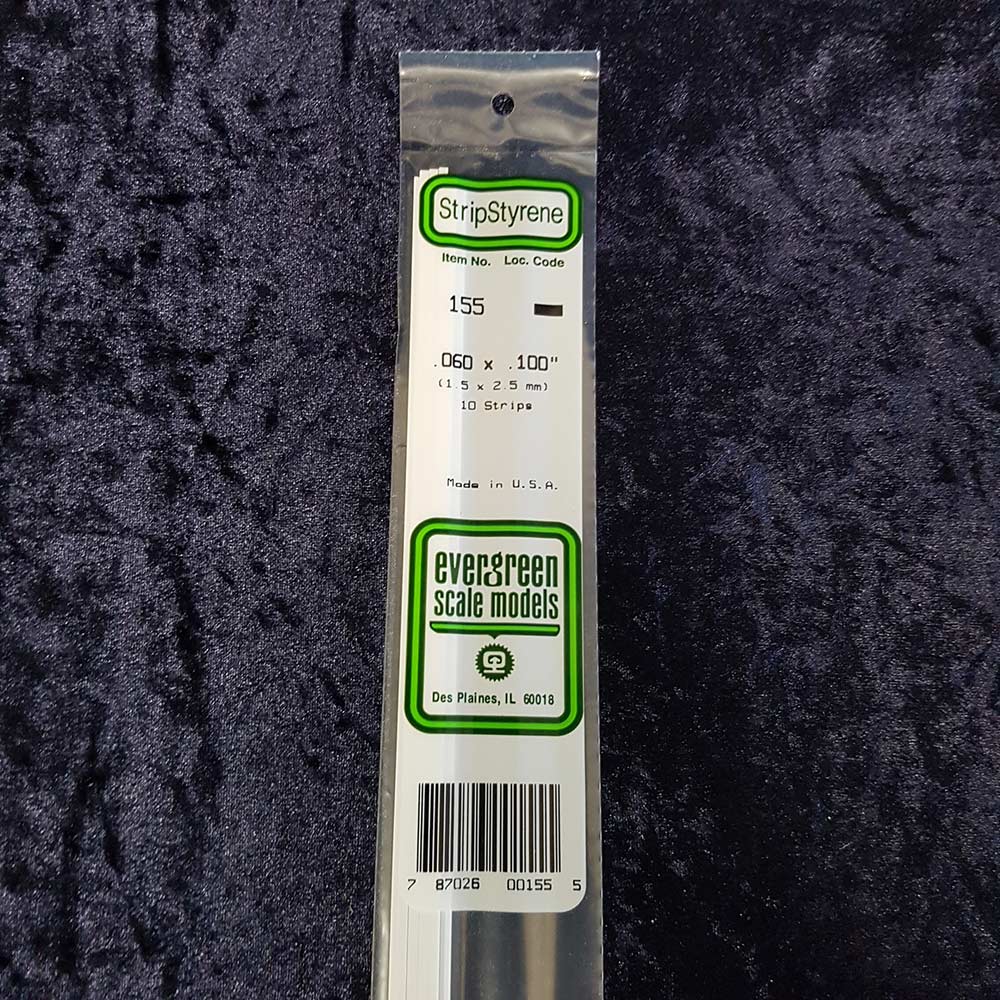 StripStyrene
Item No. Loc. Code
155
.060 x .100"
(1.5 x 2.5 mm)
10 Strips
Made in U.S.A.
evergreen
scale models
Des Plaines, IL 60018
7 87026 00155 5